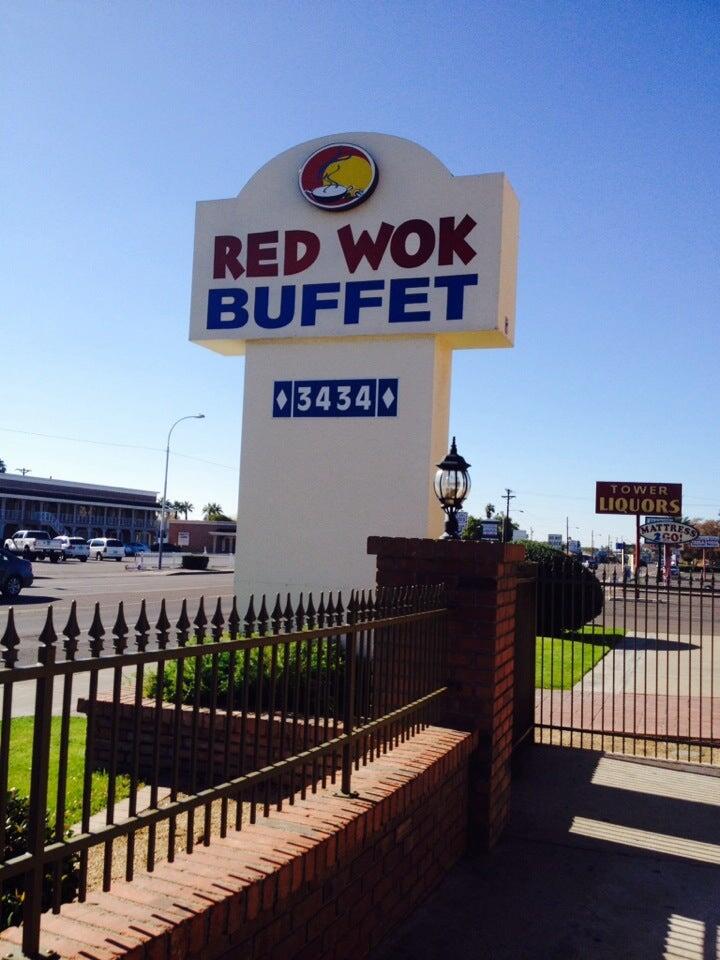 RED WOK
BUFFET
3434
TOWER
LIQUORS
MATTRESS
2GO!